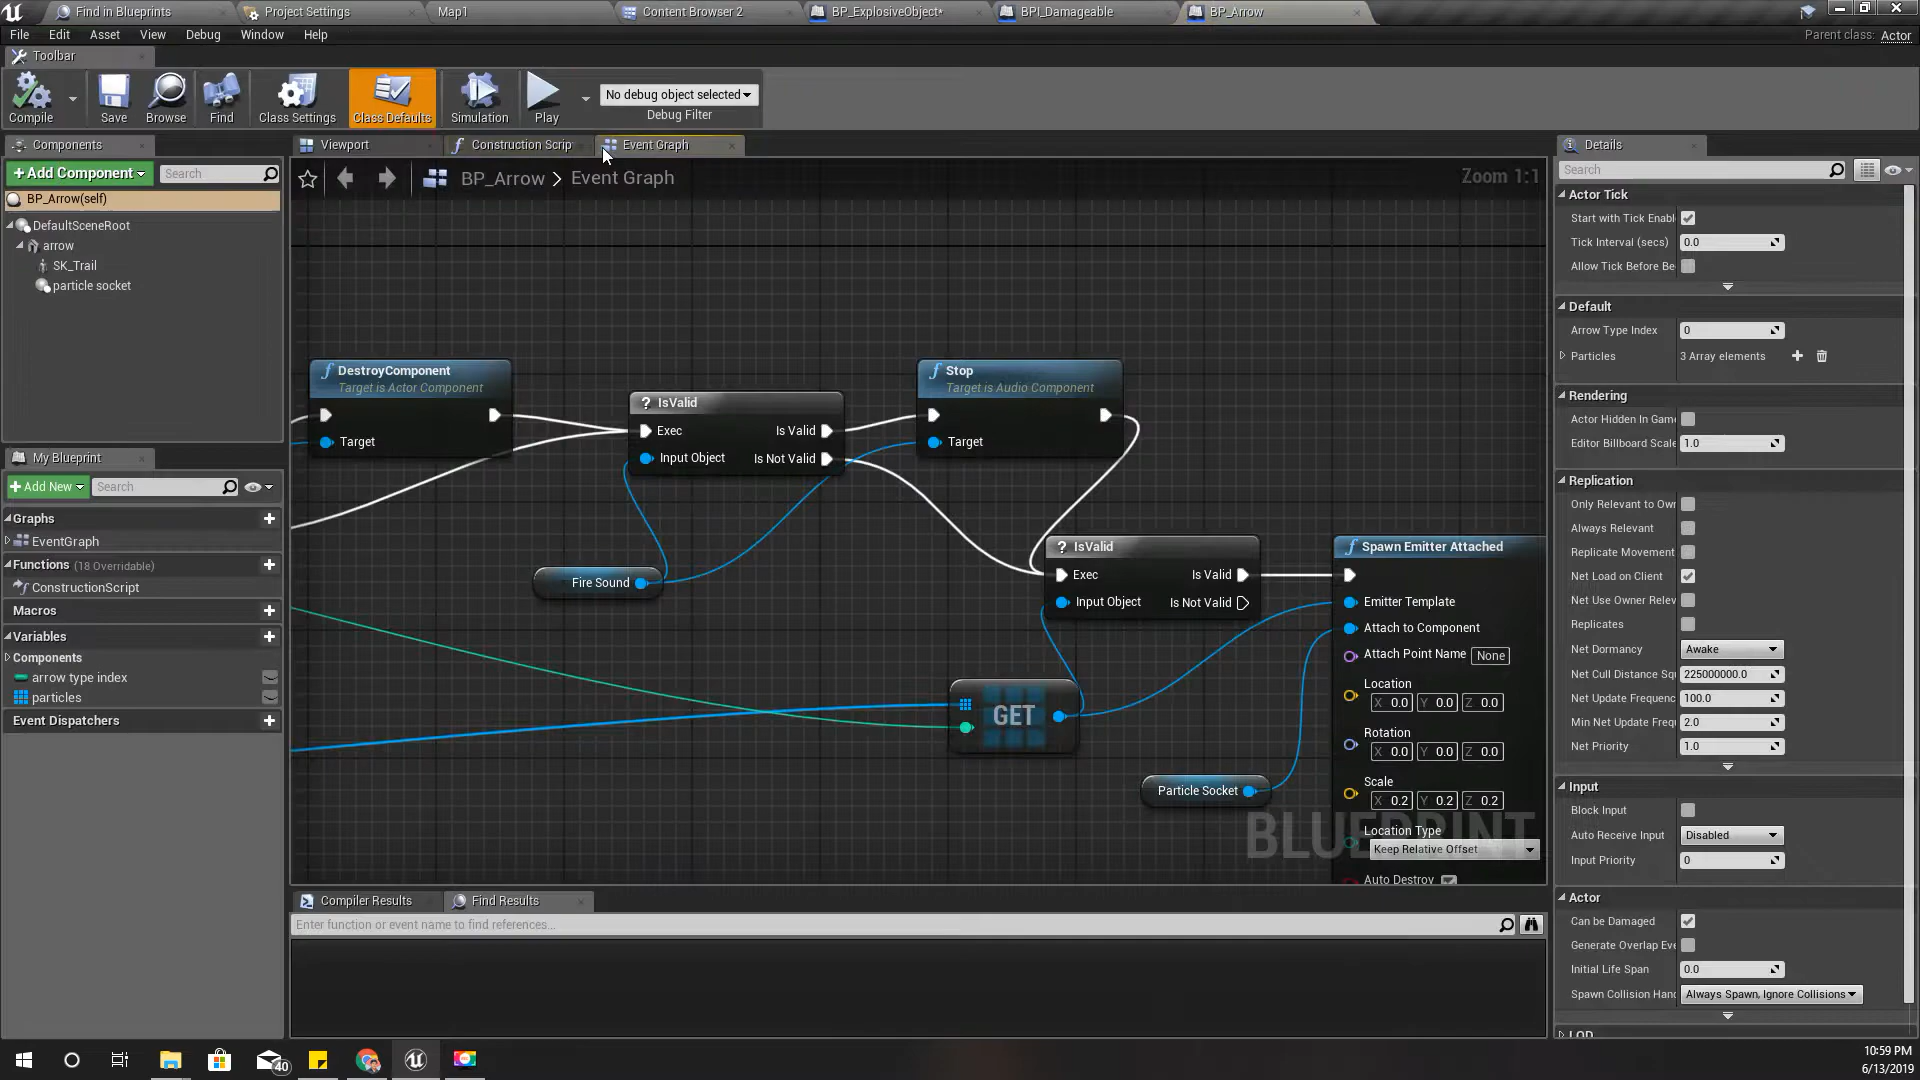 Find in Blueprints
Project Settings
Map1
Content Browser 2
BP_ExplosiveObject*
BPI_Damageable
BP_Arrow
File Edit Asset View Debug Window Help
Parent class: Actor
Toolbar
Compile
Save
Browse
Find
Class Settings
Class Defaults
Simulation
Play
No debug object selected
Debug Filter
Components
+ Add Component
Search
BP_Arrow(self)
DefaultSceneRoot
arrow
SK_Trail
particle socket
My Blueprint
+ Add New
Search
Graphs
EventGraph
Functions (18 Overridable)
ConstructionScript
Macros
Variables
Components
arrow type index
particles
Event Dispatchers
Viewport
Construction Scrip
Event Graph
BP_Arrow > Event Graph
Zoom 1:1
DestroyComponent
Target is Actor Component
Target
? IsValid
Exec
Is Valid
Input Object
Is Not Valid
Stop
Target is Audio Component
Target
Fire Sound
? IsValid
Exec
Is Valid
Input Object
Is Not Valid
GET
Particle Socket
Spawn Emitter Attached
Emitter Template
Attach to Component
Attach Point Name None
Location
X 0.0 Y 0.0 Z 0.0
Rotation
X 0.0 Y 0.0 Z 0.0
Scale
X 0.2 Y 0.2 Z 0.2
Location Type
Keep Relative Offset
Auto Destroy
BLUEPRINT
Compiler Results
Find Results
Enter function or event name to find references...
Details
Search
Actor Tick
Start with Tick Enabl
Tick Interval (secs) 0.0
Allow Tick Before Be
Default
Arrow Type Index 0
Particles 3 Array elements
Rendering
Actor Hidden In Game
Editor Billboard Scale 1.0
Replication
Only Relevant to Own
Always Relevant
Replicate Movement
Net Load on Client
Net Use Owner Relev
Replicates
Net Dormancy Awake
Net Cull Distance Squ 225000000.0
Net Update Frequenc 100.0
Min Net Update Frequ 2.0
Net Priority 1.0
Input
Block Input
Auto Receive Input Disabled
Input Priority 0
Actor
Can be Damaged
Generate Overlap Eve
Initial Life Span 0.0
Spawn Collision Hand Always Spawn, Ignore Collisions
LOD
40
10:59 PM
6/13/2019